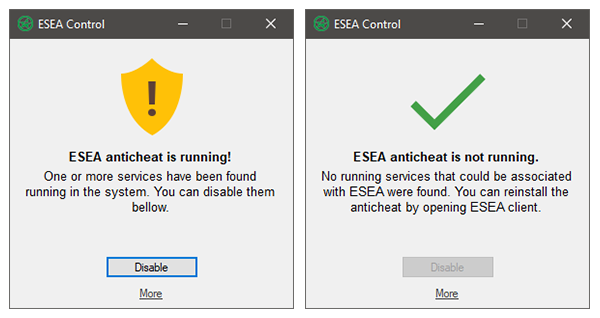 ESEA Control
ESEA anticheat is running!
One or more services have been found
running in the system. You can disable them
bellow.
Disable
More
ESEA Control
ESEA anticheat is not running.
No running services that could be associated
with ESEA were found. You can reinstall the
anticheat by opening ESEA client.
Disable
More